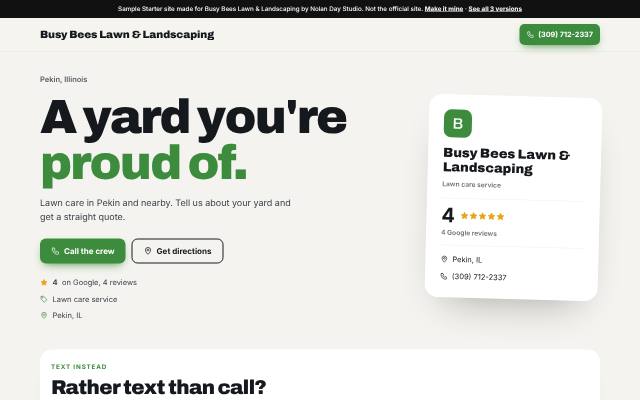 Sample Starter site made for Busy Bees Lawn & Landscaping by Nolan Day Studio. Not the official site. Make it mine · See all 3 versions
Busy Bees Lawn & Landscaping
(309) 712-2337
Pekin, Illinois
A yard you're
proud of.
Lawn care in Pekin and nearby. Tell us about your yard and
get a straight quote.
Call the crew
Get directions
4 on Google, 4 reviews
Lawn care service
Pekin, IL
B
Busy Bees Lawn &
Landscaping
Lawn care service
4
4 Google reviews
Pekin, IL
(309) 712-2337
TEXT INSTEAD
Rather text than call?